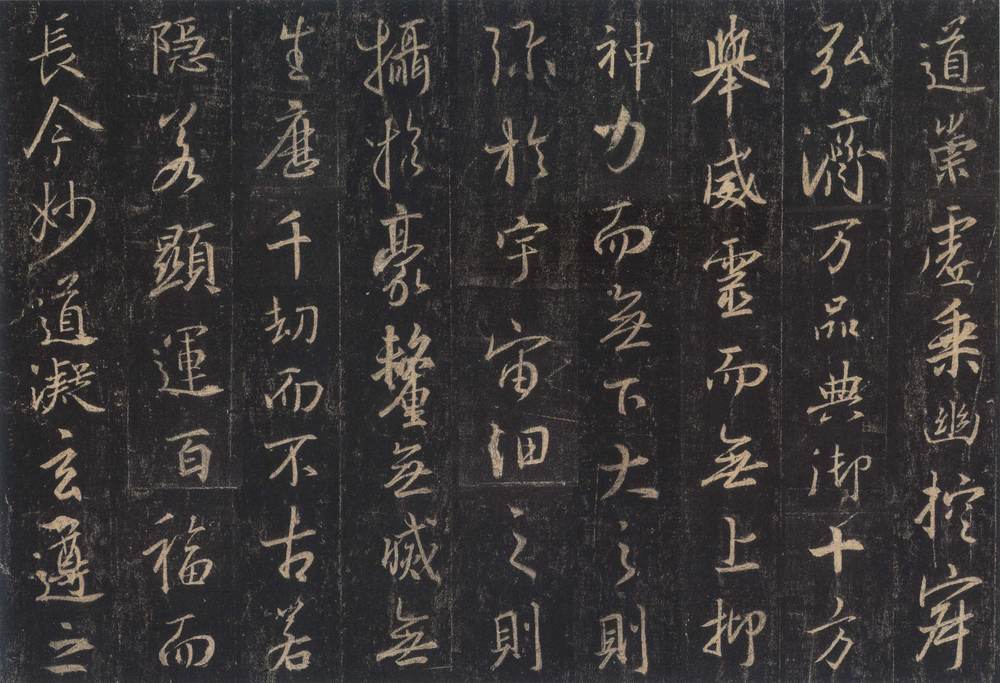 道崇虛乘幽控寂
弘濟万品典御十方
舉威靈而無上抑
神力而無下大之則
弥於宇宙細之則
攝於豪釐無滅無
生歷千劫而不古若
隱若顯運百福而
長今妙道凝玄遵之